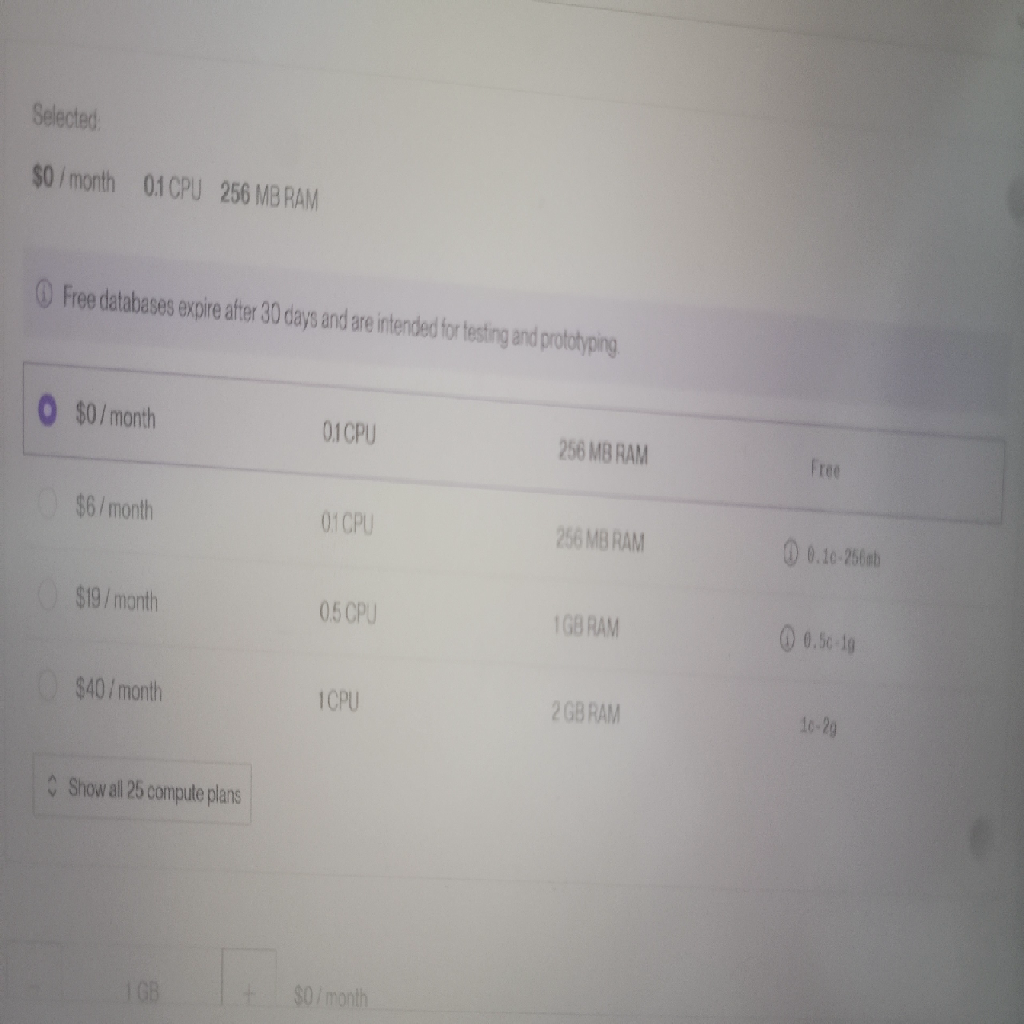 Selected:
$0 / month 0.1 CPU 256 MB RAM
Free databases expire after 30 days and are intended for testing and prototyping.
$0 / month 0.1 CPU 256 MB RAM Free
$6 / month 0.1 CPU 256 MB RAM 0.1c-256mb
$19 / month 0.5 CPU 1 GB RAM 0.5c-1g
$40 / month 1 CPU 2 GB RAM 1c-2g
Show all 25 compute plans
- 1 GB + $0 / month